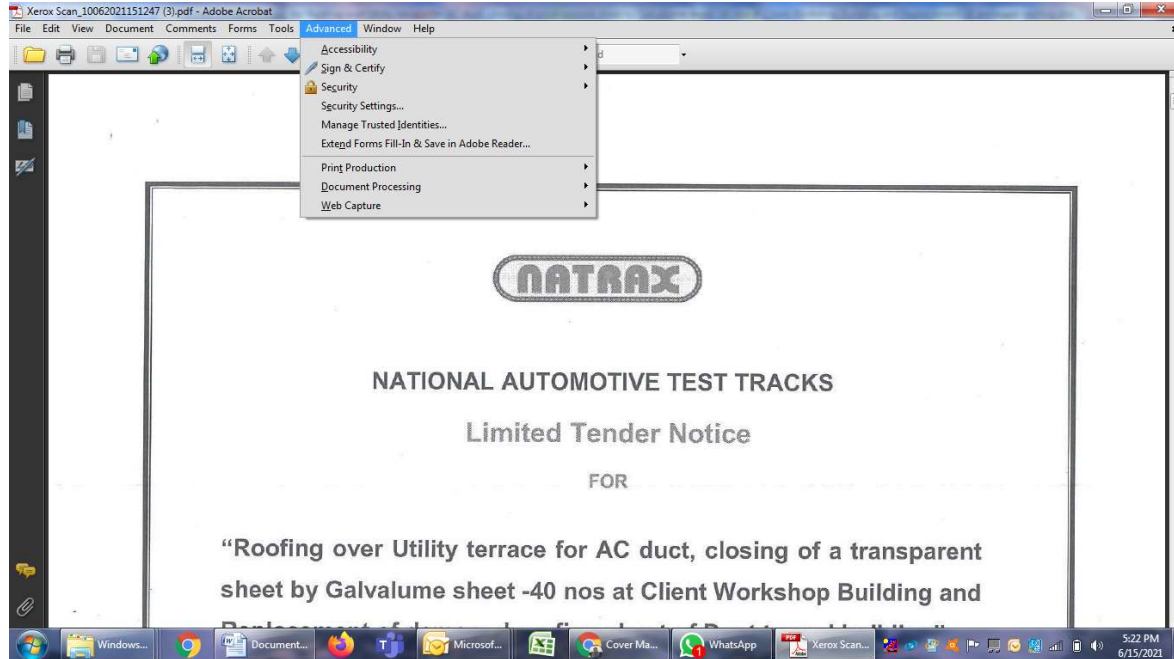 Xerox Scan_10062021151247 (3).pdf - Adobe Acrobat
File Edit View Document Comments Forms Tools Advanced Window Help
Accessibility
Sign & Certify
Security
Security Settings...
Manage Trusted Identities...
Extend Forms Fill-In & Save in Adobe Reader...
Print Production
Document Processing
Web Capture
NATRAX
NATIONAL AUTOMOTIVE TEST TRACKS
Limited Tender Notice
FOR
“Roofing over Utility terrace for AC duct, closing of a transparent
sheet by Galvalume sheet -40 nos at Client Workshop Building and
Windows... Document... Microsof... Cover Ma... WhatsApp Xerox Scan... 5:22 PM
6/15/2021